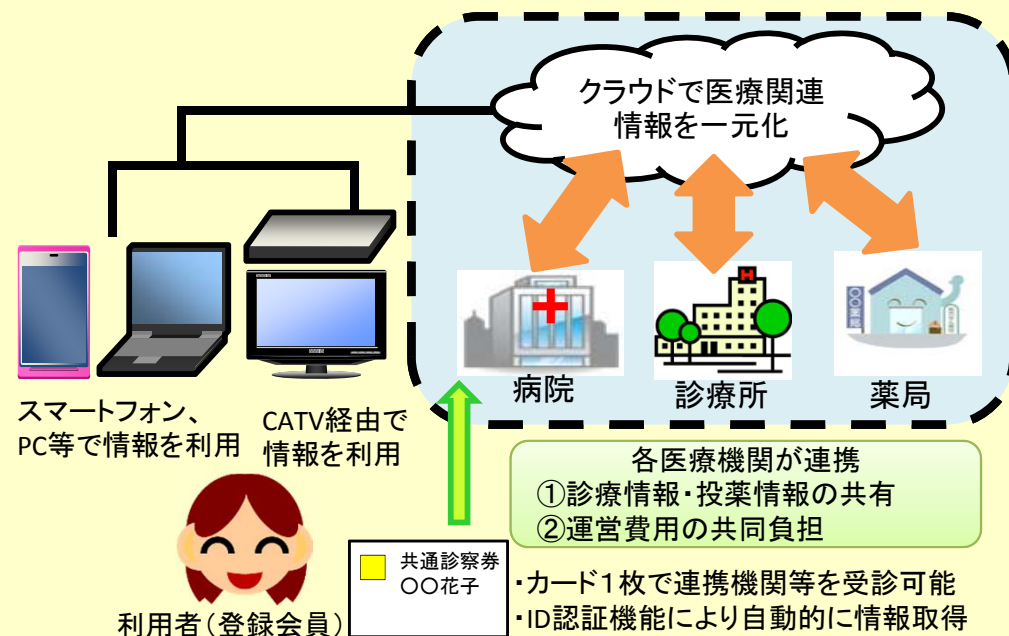 クラウドで医療関連
情報を一元化
病院
診療所
薬局
スマートフォン、
PC等で情報を利用
CATV経由で
情報を利用
各医療機関が連携
①診療情報・投薬情報の共有
②運営費用の共同負担
共通診察券
○○花子
利用者(登録会員)
・カード1枚で連携機関等を受診可能
・ID認証機能により自動的に情報取得
H
○○薬局